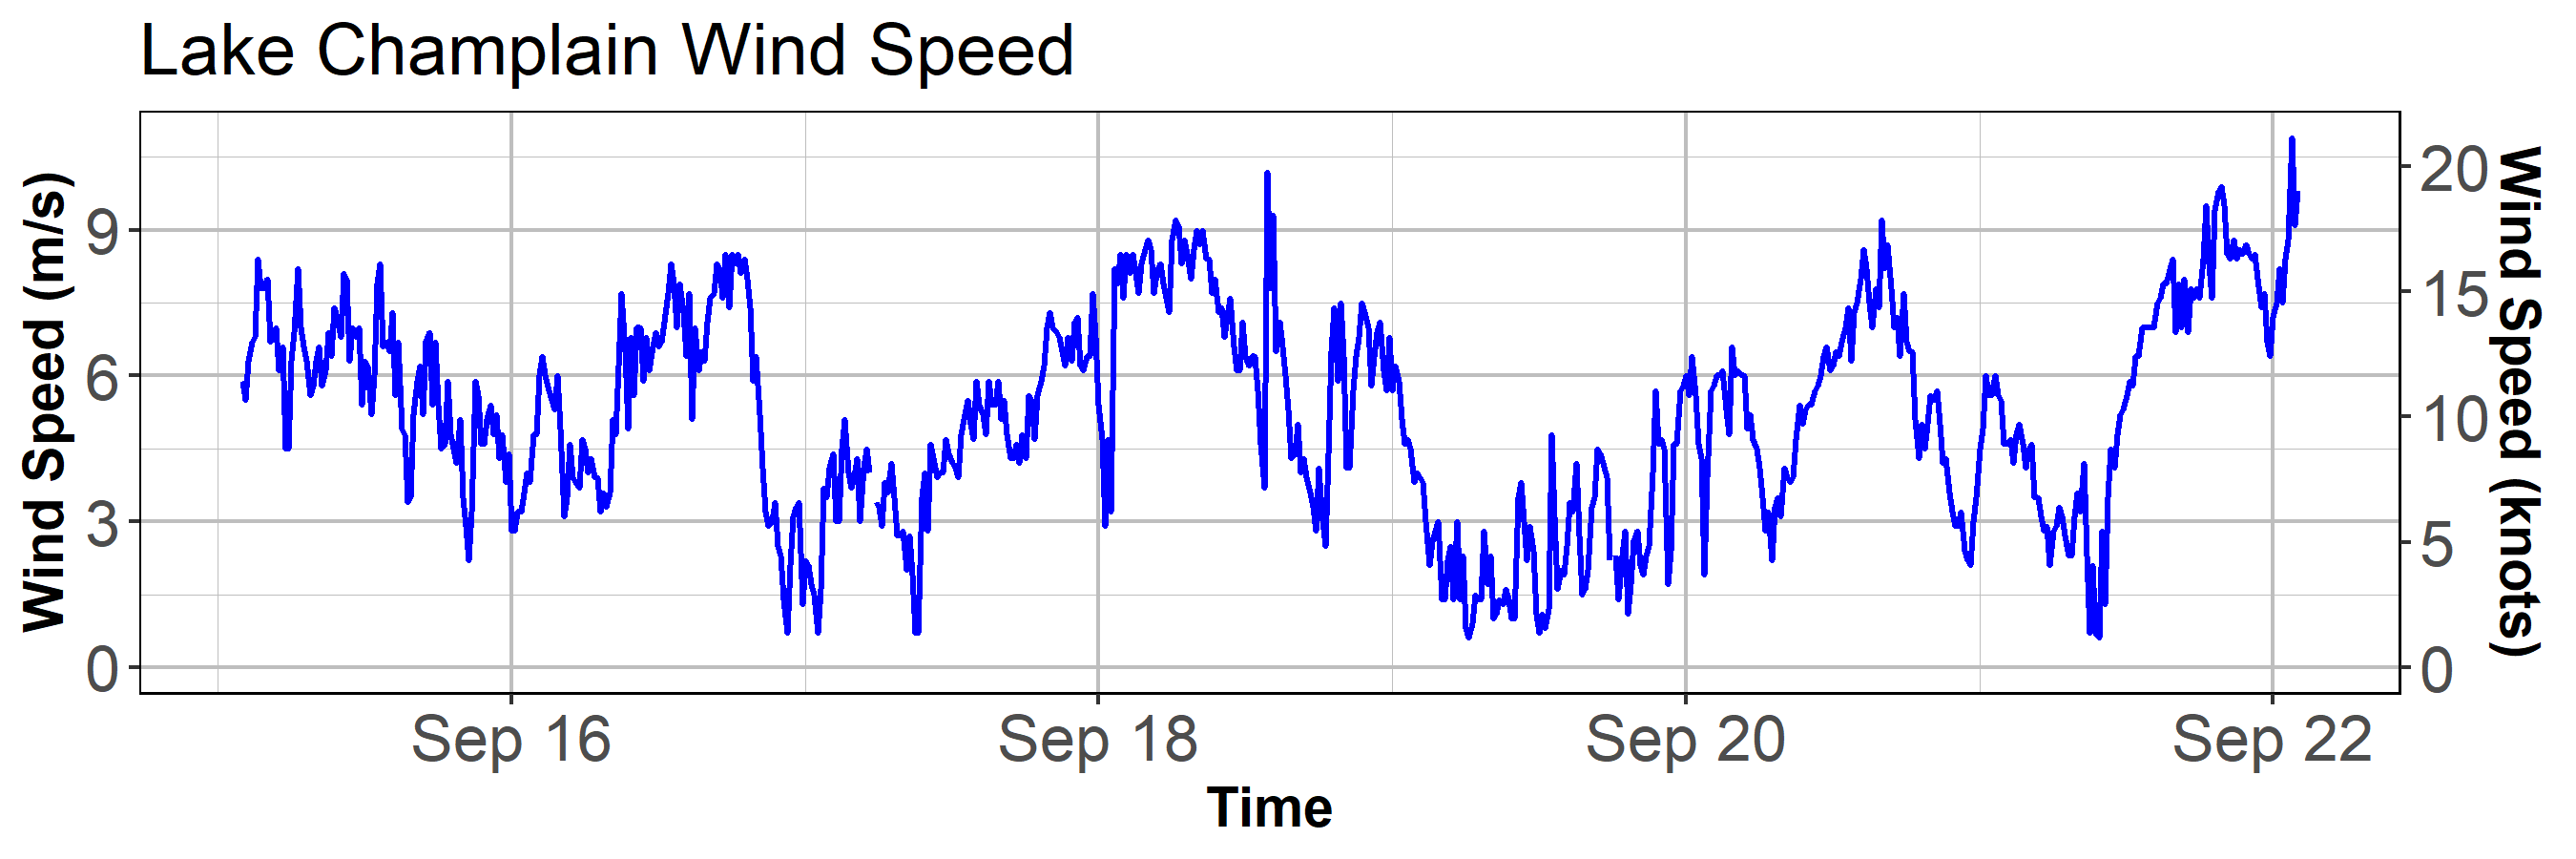 Lake Champlain Wind Speed
Wind Speed (m/s)
9
6
3
0
20
15
10
5
0
Wind Speed (knots)
Sep 16
Sep 18
Sep 20
Sep 22
Time